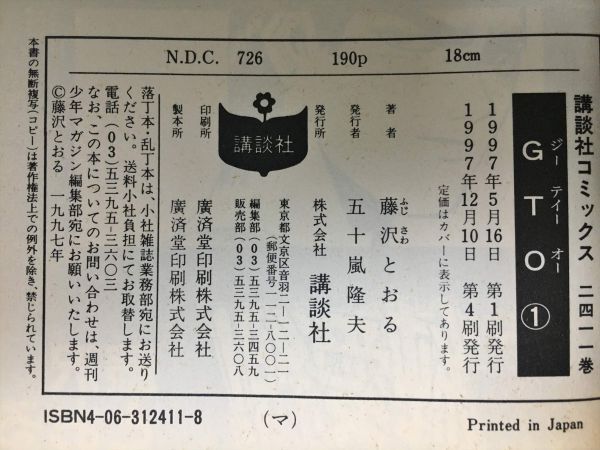 N.D.C. 726 190p 18cm
講談社コミックス 二四一一巻
ジー ティー オー
GTO①
1997年5月16日 第1刷発行
1997年12月10日 第4刷発行
定価はカバーに表示してあります。
著者 藤沢とおる
ふじ さわ
発行者 五十嵐隆夫
発行所 株式会社 講談社
東京都文京区音羽二―一二―二一
(郵便番号一一二―八〇〇一)
編集部(03)五三九五―三四五九
販売部(03)五三九五―三六〇八
講談社
印刷所 廣済堂印刷株式会社
製本所 廣済堂印刷株式会社
落丁本・乱丁本は、小社雑誌業務部宛にお送り
ください。送料小社負担にてお取替します。
電話(03)五三九五―三六〇三
なお、この本についてのお問い合わせは、週刊
少年マガジン編集部宛にお願いいたします。
©藤沢とおる 一九九七年
本書の無断複写(コピー)は著作権法上での例外を除き、禁じられています。
ISBN4-06-312411-8 (マ) Printed in Japan